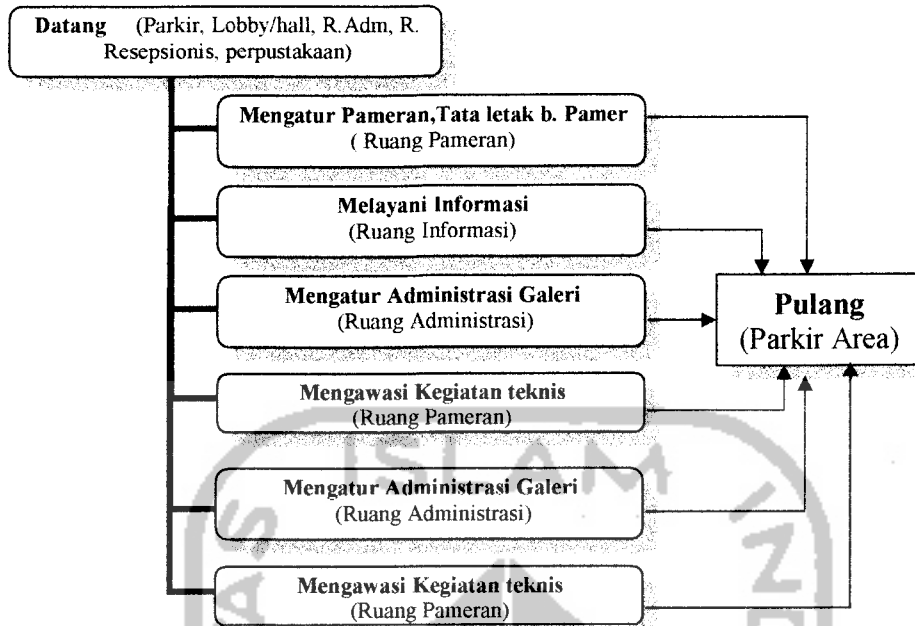 Datang (Parkir, Lobby/hall, R.Adm, R.
Resepsionis, perpustakaan)
Mengatur Pameran,Tata letak b. Pamer
( Ruang Pameran)
Melayani Informasi
(Ruang Informasi)
Mengatur Administrasi Galeri
(Ruang Administrasi)
Pulang
(Parkir Area)
Mengawasi Kegiatan teknis
(Ruang Pameran)
Mengatur Administrasi Galeri
(Ruang Administrasi)
Mengawasi Kegiatan teknis
(Ruang Pameran)
ISLAM